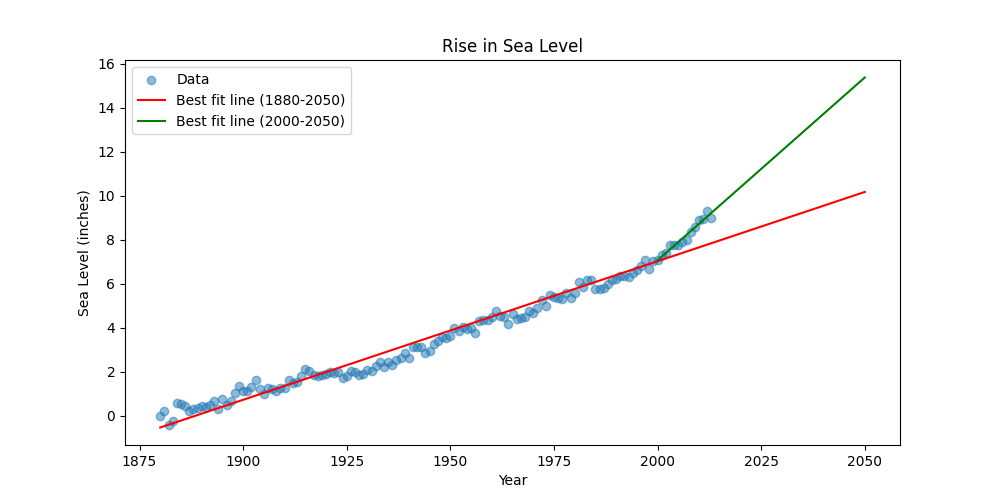 Rise in Sea Level
Data
Best fit line (1880-2050)
Best fit line (2000-2050)
Sea Level (inches)
16
14
12
10
8
6
4
2
0
1875 1900 1925 1950 1975 2000 2025 2050
Year